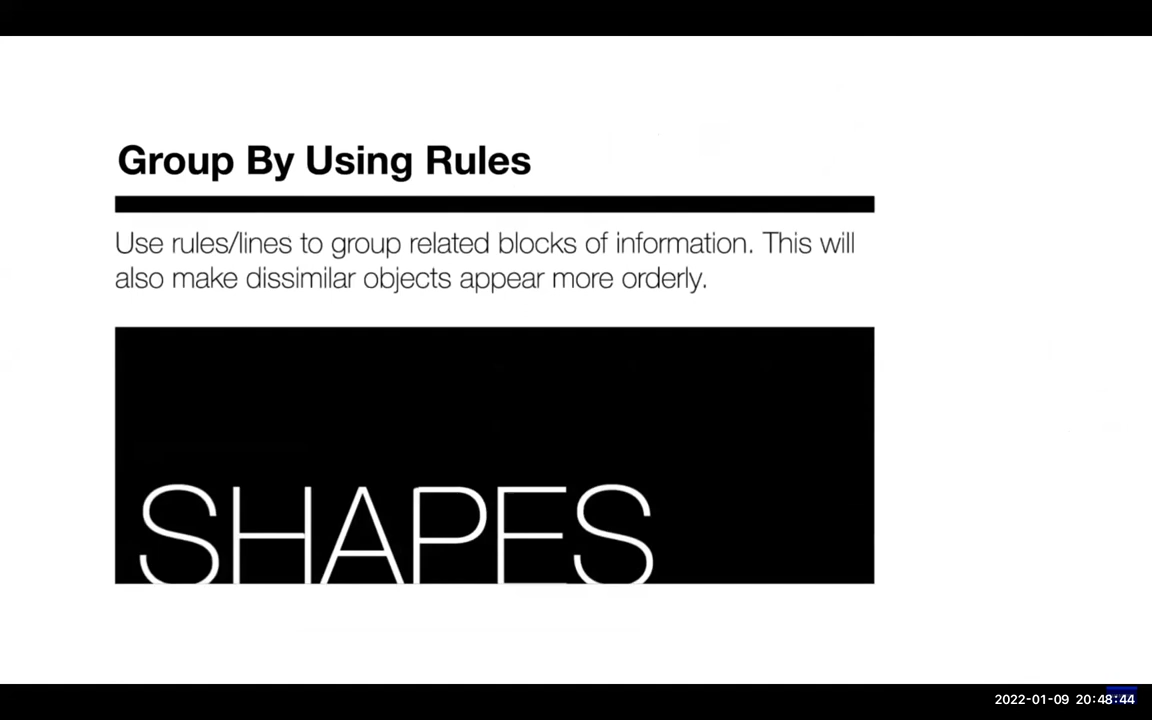 Group By Using Rules
Use rules/lines to group related blocks of information. This will
also make dissimilar objects appear more orderly.
SHAPES
2022-01-09 20:48:44